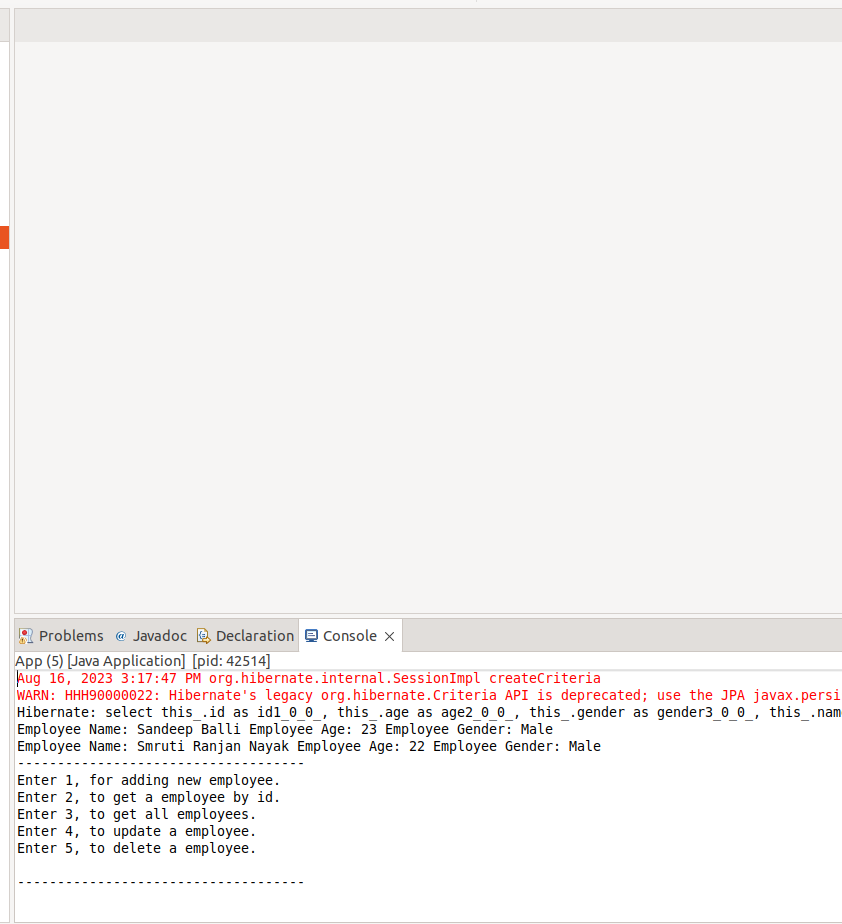 Problems @ Javadoc Declaration Console
App (5) [Java Application] [pid: 42514]
Aug 16, 2023 3:17:47 PM org.hibernate.internal.SessionImpl createCriteria
WARN: HHH90000022: Hibernate's legacy org.hibernate.Criteria API is deprecated; use the JPA javax.persi
Hibernate: select this_.id as id1_0_0_, this_.age as age2_0_0_, this_.gender as gender3_0_0_, this_.nam
Employee Name: Sandeep Balli Employee Age: 23 Employee Gender: Male
Employee Name: Smruti Ranjan Nayak Employee Age: 22 Employee Gender: Male
------------------------------------
Enter 1, for adding new employee.
Enter 2, to get a employee by id.
Enter 3, to get all employees.
Enter 4, to update a employee.
Enter 5, to delete a employee.
------------------------------------